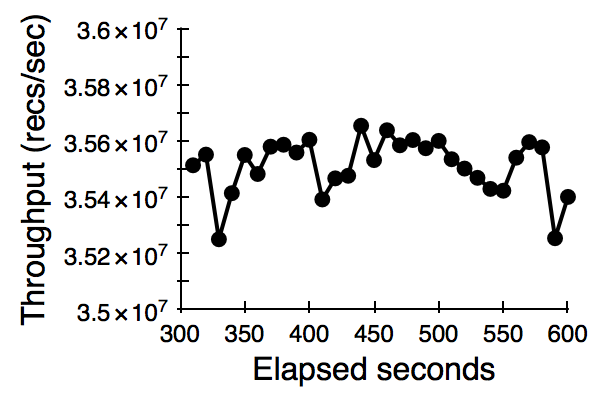 Throughput (recs/sec)
3.6×10⁷
3.58×10⁷
3.56×10⁷
3.54×10⁷
3.52×10⁷
3.5×10⁷
300 350 400 450 500 550 600
Elapsed seconds